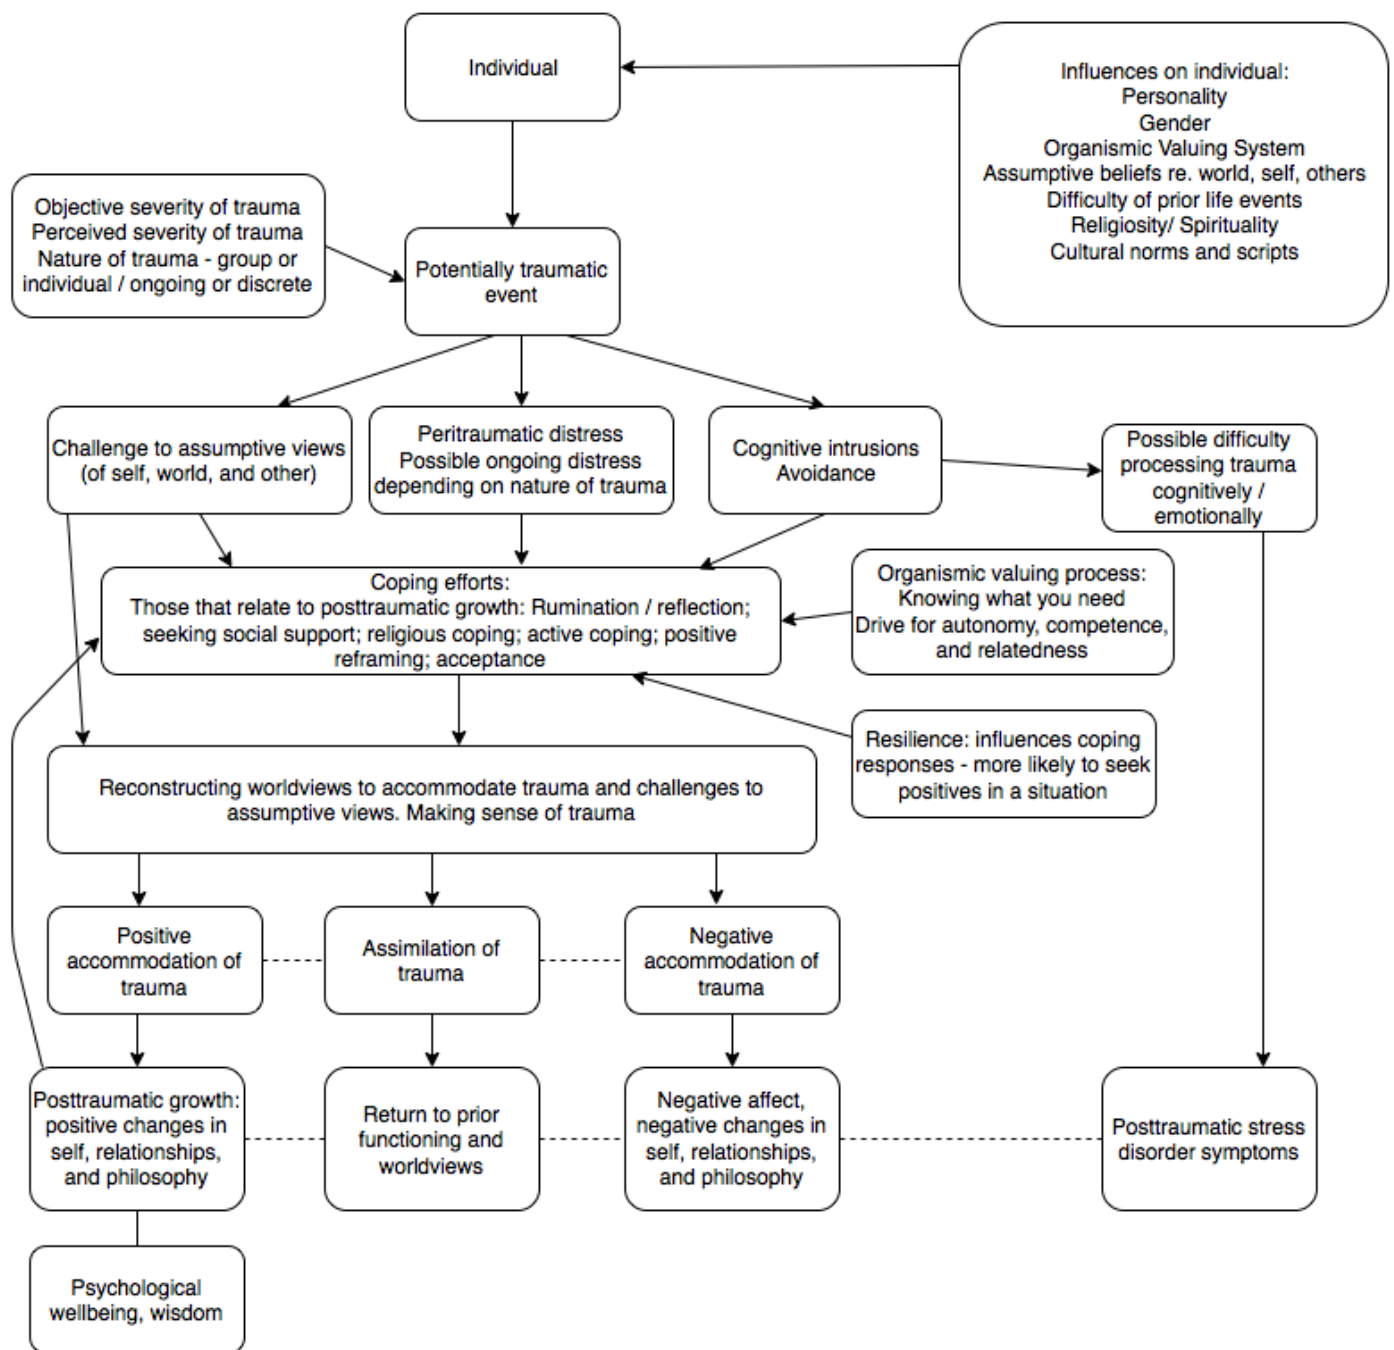 Individual
Influences on individual:
Personality
Gender
Organismic Valuing System
Assumptive beliefs re. world, self, others
Difficulty of prior life events
Religiosity/ Spirituality
Cultural norms and scripts
Objective severity of trauma
Perceived severity of trauma
Nature of trauma - group or
individual / ongoing or discrete
Potentially traumatic
event
Challenge to assumptive views
(of self, world, and other)
Peritraumatic distress
Possible ongoing distress
depending on nature of trauma
Cognitive intrusions
Avoidance
Possible difficulty
processing trauma
cognitively /
emotionally
Coping efforts:
Those that relate to posttraumatic growth: Rumination / reflection;
seeking social support; religious coping; active coping; positive
reframing; acceptance
Organismic valuing process:
Knowing what you need
Drive for autonomy, competence,
and relatedness
Resilience: influences coping
responses - more likely to seek
positives in a situation
Reconstructing worldviews to accommodate trauma and challenges to
assumptive views. Making sense of trauma
Positive
accommodation of
trauma
Assimilation of
trauma
Negative
accommodation of
trauma
Posttraumatic growth:
positive changes in
self, relationships,
and philosophy
Return to prior
functioning and
worldviews
Negative affect,
negative changes in
self, relationships,
and philosophy
Posttraumatic stress
disorder symptoms
Psychological
wellbeing, wisdom